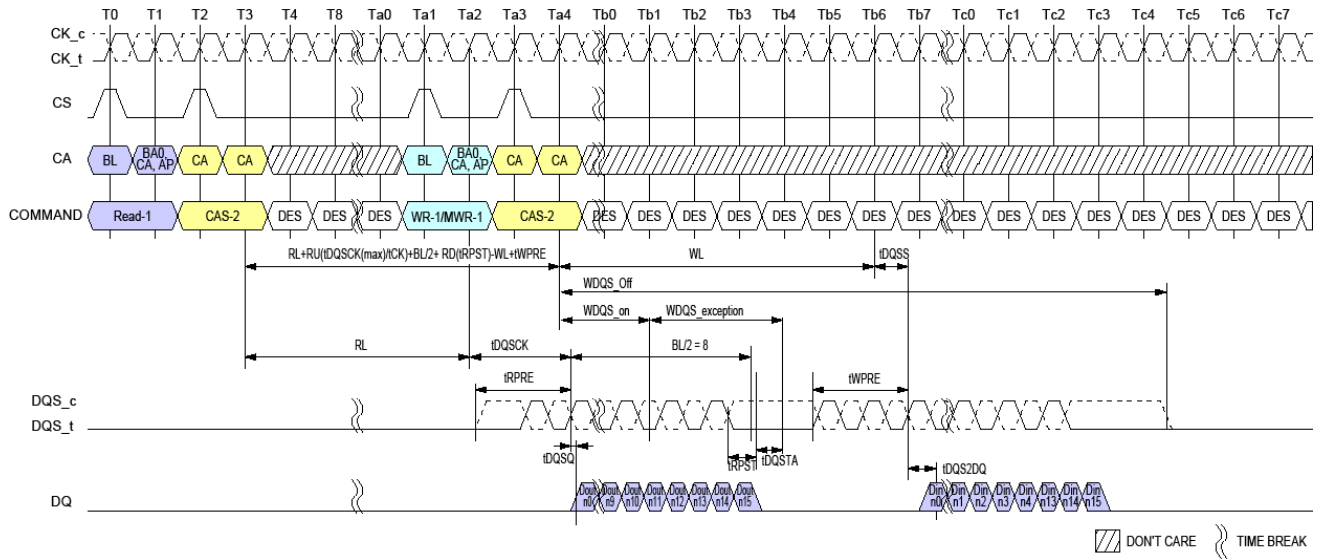 T0 T1 T2 T3 T4 T8 Ta0 Ta1 Ta2 Ta3 Ta4 Tb0 Tb1 Tb2 Tb3 Tb4 Tb5 Tb6 Tb7 Tc0 Tc1 Tc2 Tc3 Tc4 Tc5 Tc6 Tc7
CK_c
CK_t
CS
CA BL BA0, CA, AP CA CA BL BA0, CA, AP CA CA
COMMAND Read-1 CAS-2 DES DES DES WR-1/MWR-1 CAS-2 DES DES DES DES DES DES DES DES DES DES DES DES DES DES DES DES
RL+RU(tDQSCK(max)/tCK)+BL/2+ RD(tRPST)-WL+tWPRE WL tDQSS
WDQS_Off
WDQS_on WDQS_exception
RL tDQSCK BL/2 = 8
tRPRE tWPRE
DQS_c
DQS_t
tDQSQ tRPST tDQSTA tDQS2DQ
DQ Dout n0 Dout n9 Dout n10 Dout n11 Dout n12 Dout n13 Dout n14 Dout n15 Din n0 Din n1 Din n2 Din n3 Din n4 Din n13 Din n14 Din n15
DON'T CARE TIME BREAK